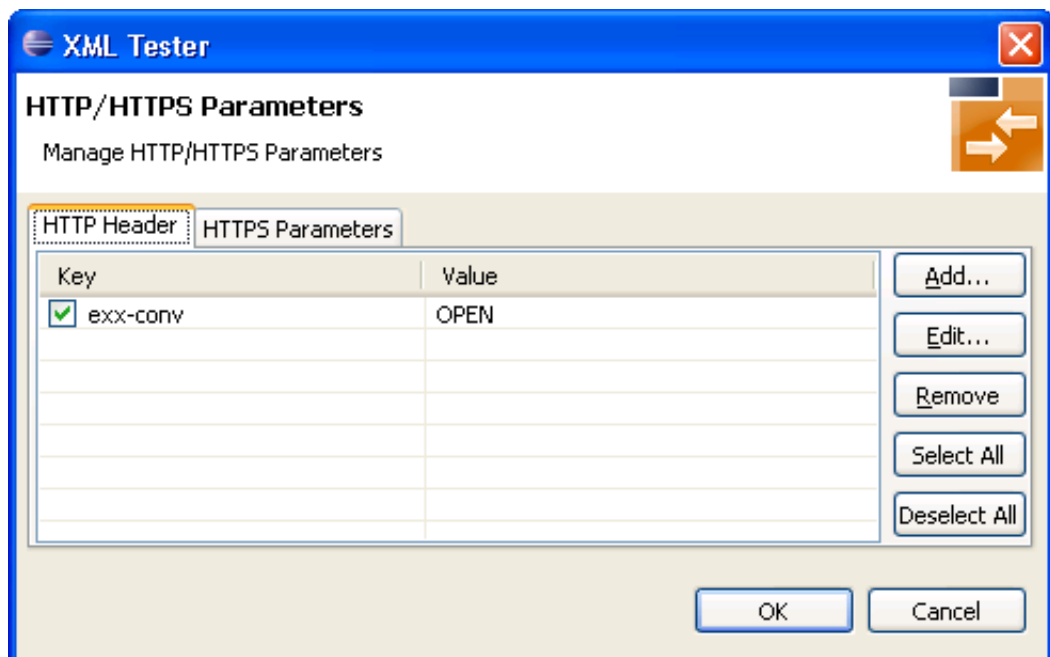 XML Tester
HTTP/HTTPS Parameters
Manage HTTP/HTTPS Parameters
HTTP Header HTTPS Parameters
Key Value Add...
exx-conv OPEN
Edit...
Remove
Select All
Deselect All
OK Cancel